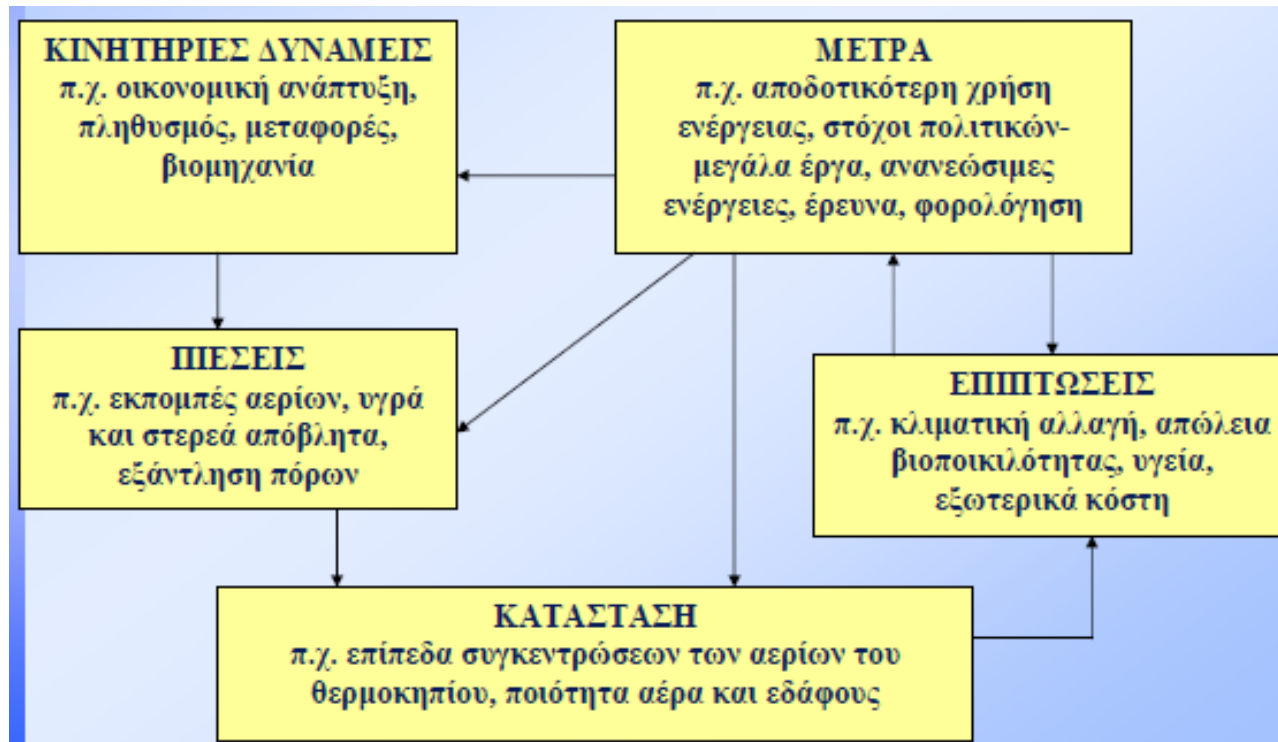 ΚΙΝΗΤΗΡΙΕΣ ΔΥΝΑΜΕΙΣ
π.χ. οικονομική ανάπτυξη,
πληθυσμός, μεταφορές,
βιομηχανία
ΜΕΤΡΑ
π.χ. αποδοτικότερη χρήση
ενέργειας, στόχοι πολιτικών-
μεγάλα έργα, ανανεώσιμες
ενέργειες, έρευνα, φορολόγηση
ΠΙΕΣΕΙΣ
π.χ. εκπομπές αερίων, υγρά
και στερεά απόβλητα,
εξάντληση πόρων
ΕΠΙΠΤΩΣΕΙΣ
π.χ. κλιματική αλλαγή, απώλεια
βιοποικιλότητας, υγεία,
εξωτερικά κόστη
ΚΑΤΑΣΤΑΣΗ
π.χ. επίπεδα συγκεντρώσεων των αερίων του
θερμοκηπίου, ποιότητα αέρα και εδάφους